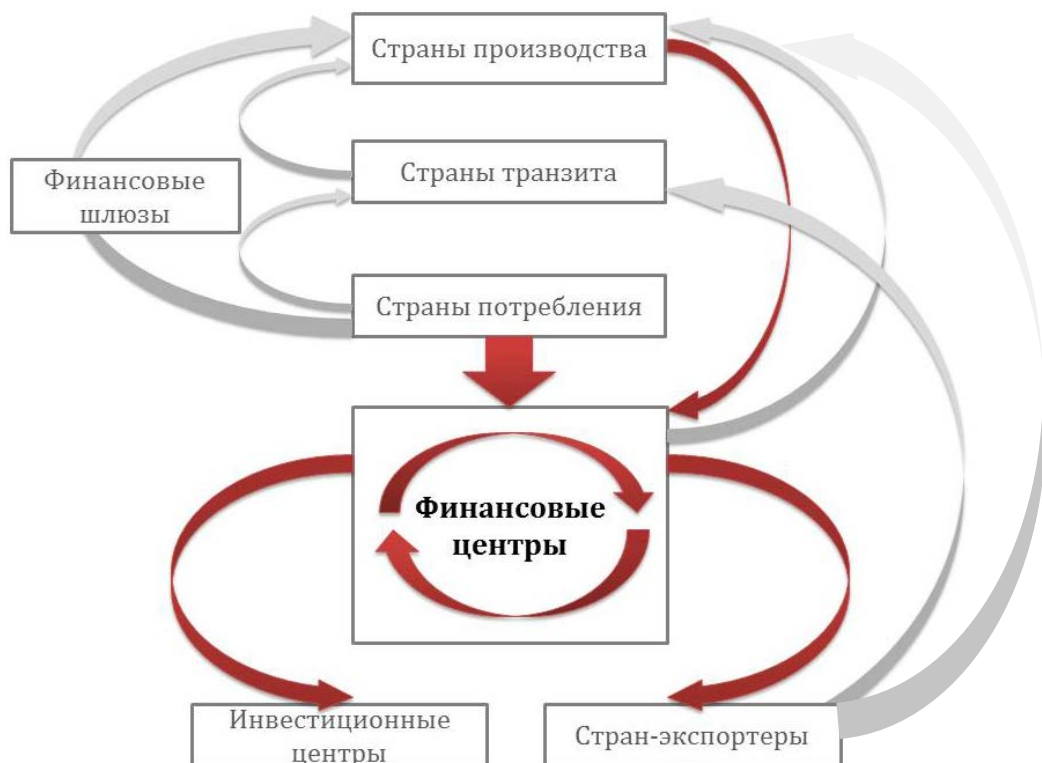 Страны производства
Страны транзита
Финансовые
шлюзы
Страны потребления
Финансовые
центры
Инвестиционные
центры
Стран-экспортеры